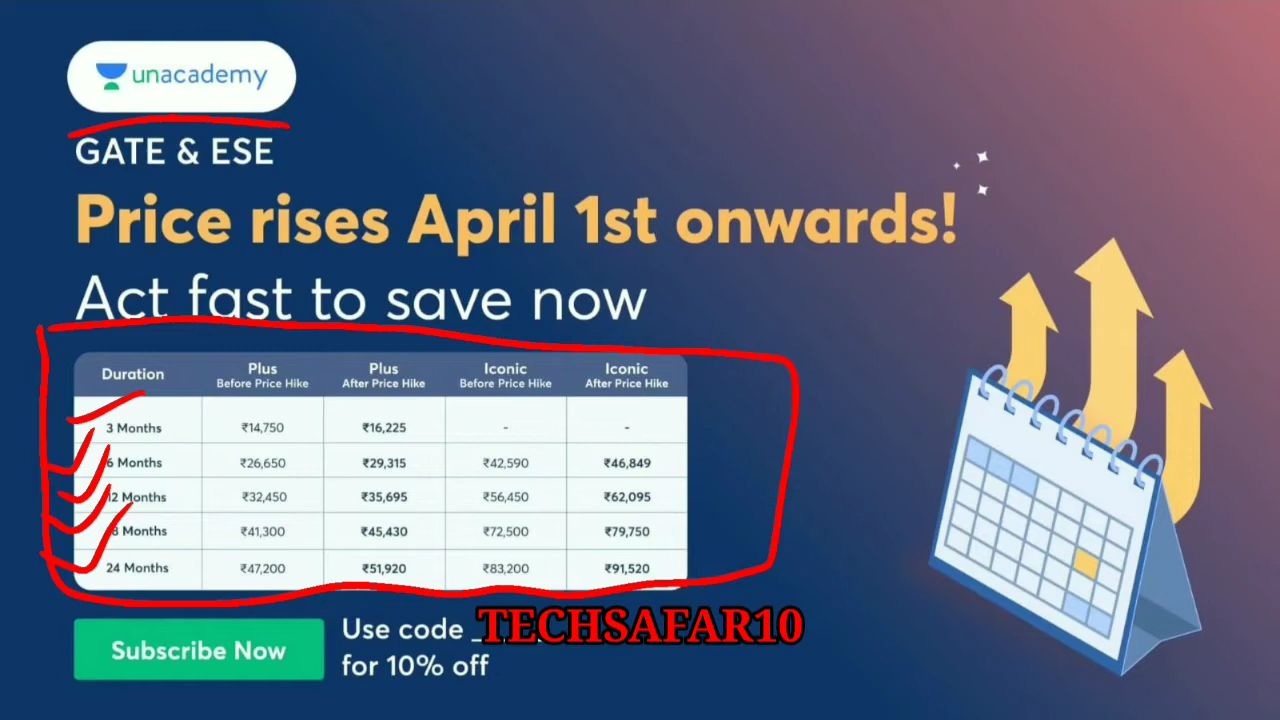 unacademy
GATE & ESE
Price rises April 1st onwards!
Act fast to save now
Duration Plus Before Price Hike Plus After Price Hike Iconic Before Price Hike Iconic After Price Hike
3 Months ₹14,750 ₹16,225 - -
6 Months ₹26,650 ₹29,315 ₹42,590 ₹46,849
12 Months ₹32,450 ₹35,695 ₹56,450 ₹62,095
18 Months ₹41,300 ₹45,430 ₹72,500 ₹79,750
24 Months ₹47,200 ₹51,920 ₹83,200 ₹91,520
Subscribe Now
Use code TECHSAFAR10
for 10% off